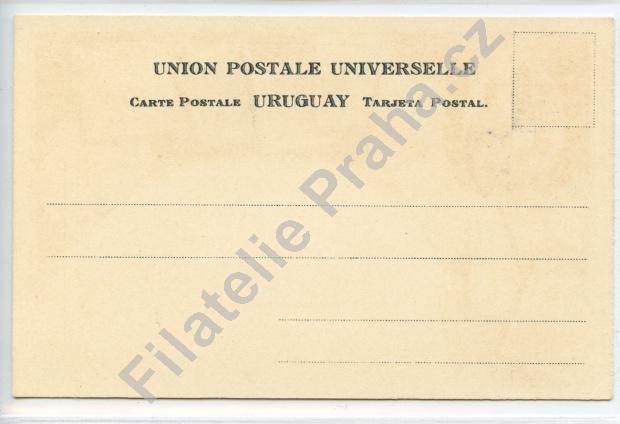 UNION POSTALE UNIVERSELLE
CARTE POSTALE URUGUAY TARJETA POSTAL.
Filatelie Praha.cz